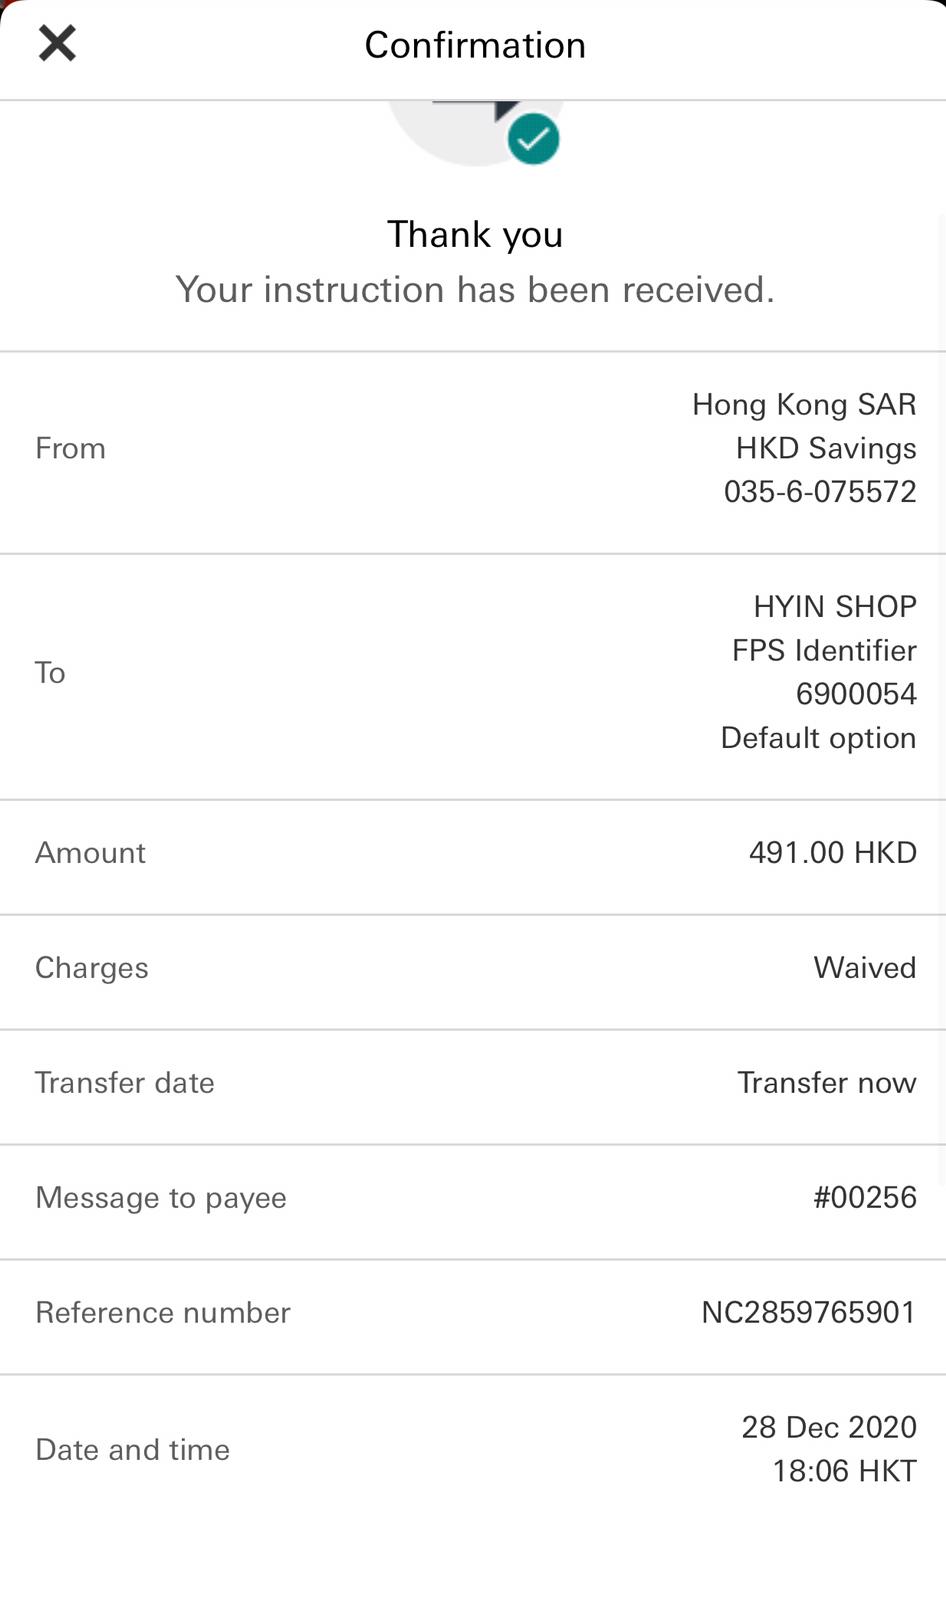 Confirmation
Thank you
Your instruction has been received.
From
Hong Kong SAR
HKD Savings
035-6-075572
To
HYIN SHOP
FPS Identifier
6900054
Default option
Amount
491.00 HKD
Charges
Waived
Transfer date
Transfer now
Message to payee
#00256
Reference number
NC2859765901
Date and time
28 Dec 2020
18:06 HKT